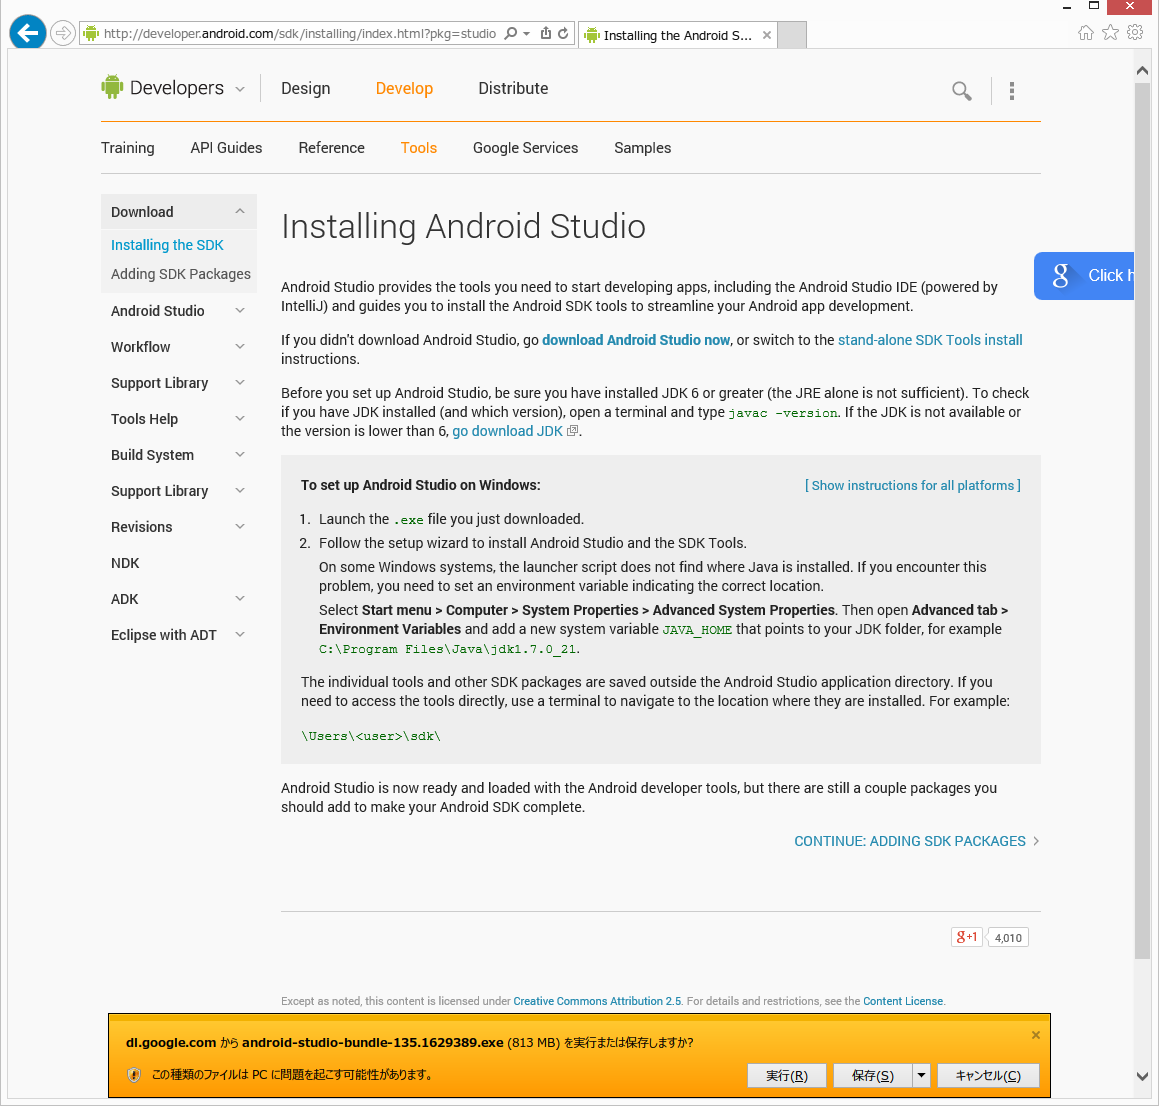 http://developer.android.com/sdk/installing/index.html?pkg=studio
Installing the Android S...
Developers
Design
Develop
Distribute
Training
API Guides
Reference
Tools
Google Services
Samples
Download
Installing the SDK
Adding SDK Packages
Android Studio
Workflow
Support Library
Tools Help
Build System
Support Library
Revisions
NDK
ADK
Eclipse with ADT
Installing Android Studio
Android Studio provides the tools you need to start developing apps, including the Android Studio IDE (powered by
IntelliJ) and guides you to install the Android SDK tools to streamline your Android app development.
g Click h
If you didn't download Android Studio, go download Android Studio now, or switch to the stand-alone SDK Tools install
instructions.
Before you set up Android Studio, be sure you have installed JDK 6 or greater (the JRE alone is not sufficient). To check
if you have JDK installed (and which version), open a terminal and type javac -version. If the JDK is not available or
the version is lower than 6, go download JDK.
To set up Android Studio on Windows:
[ Show instructions for all platforms ]
1. Launch the .exe file you just downloaded.
2. Follow the setup wizard to install Android Studio and the SDK Tools.
On some Windows systems, the launcher script does not find where Java is installed. If you encounter this
problem, you need to set an environment variable indicating the correct location.
Select Start menu > Computer > System Properties > Advanced System Properties. Then open Advanced tab >
Environment Variables and add a new system variable JAVA_HOME that points to your JDK folder, for example
C:\Program Files\Java\jdk1.7.0_21.
The individual tools and other SDK packages are saved outside the Android Studio application directory. If you
need to access the tools directly, use a terminal to navigate to the location where they are installed. For example:
\Users\<user>\sdk\
Android Studio is now ready and loaded with the Android developer tools, but there are still a couple packages you
should add to make your Android SDK complete.
CONTINUE: ADDING SDK PACKAGES
g+1 4,010
Except as noted, this content is licensed under Creative Commons Attribution 2.5. For details and restrictions, see the Content License.
dl.google.com から android-studio-bundle-135.1629389.exe (813 MB) を実行または保存しますか?
この種類のファイルは PC に問題を起こす可能性があります。
実行(R)
保存(S)
キャンセル(C)